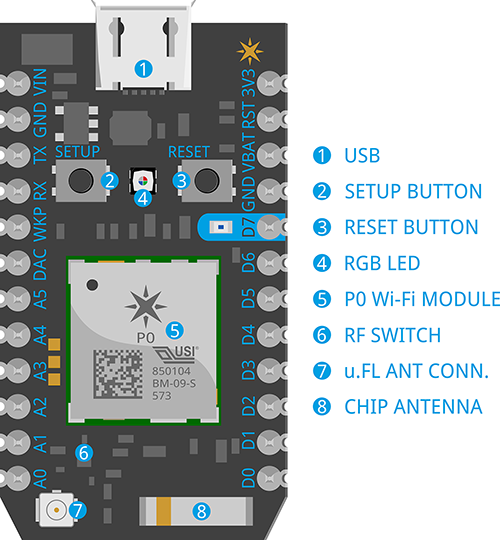 VIN
GND
TX
RX
WKP
DAC
A5
A4
A3
A2
A1
A0
3V3
RST
VBAT
GND
D7
D6
D5
D4
D3
D2
D1
D0
1
SETUP
RESET
2
3
4
P0
5
USI®
850104
BM-09-S
573
6
7
8
1 USB
2 SETUP BUTTON
3 RESET BUTTON
4 RGB LED
5 P0 Wi-Fi MODULE
6 RF SWITCH
7 u.FL ANT CONN.
8 CHIP ANTENNA